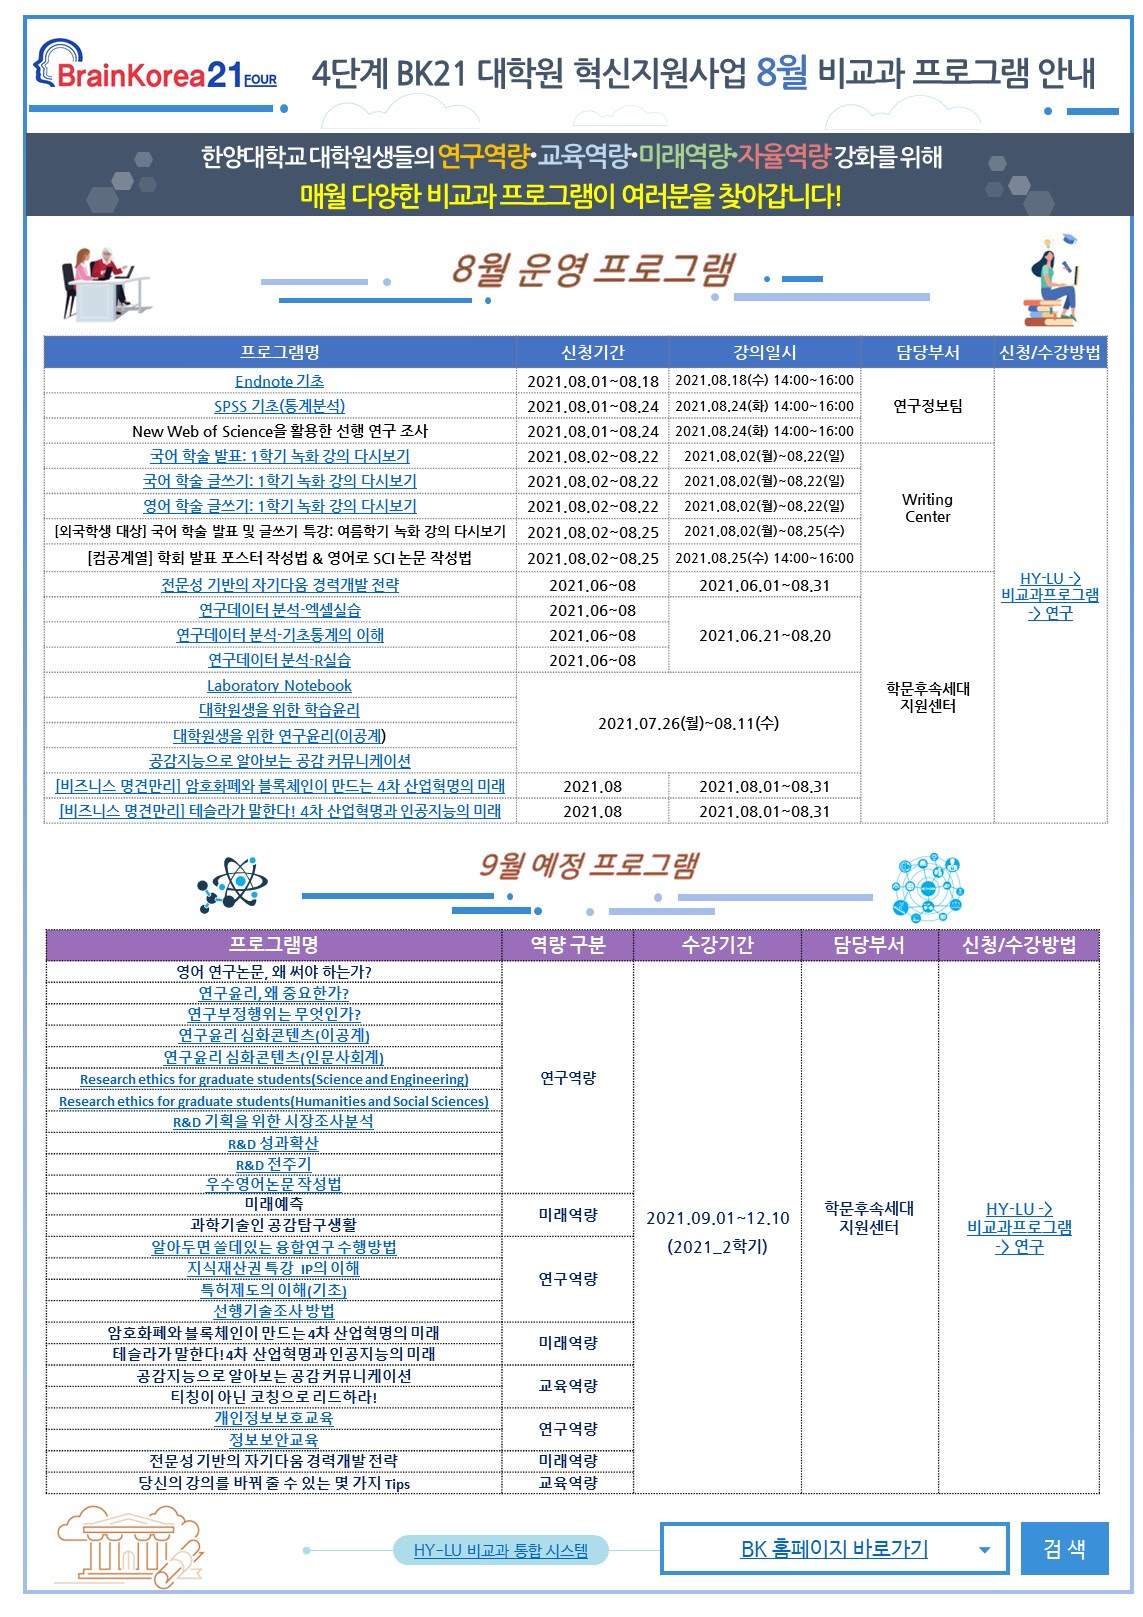 BrainKorea21 FOUR
4단계 BK21 대학원 혁신지원사업 8월 비교과 프로그램 안내
한양대학교 대학원생들의 연구역량·교육역량·미래역량·자율역량 강화를 위해
매월 다양한 비교과 프로그램이 여러분을 찾아갑니다!
8월 운영 프로그램
프로그램명 신청기간 강의일시 담당부서 신청/수강방법
Endnote 기초 2021.08.01~08.18 2021.08.18(수) 14:00~16:00
SPSS 기초(통계분석) 2021.08.01~08.24 2021.08.24(화) 14:00~16:00 연구정보팀
New Web of Science을 활용한 선행 연구 조사 2021.08.01~08.24 2021.08.24(화) 14:00~16:00
국어 학술 발표: 1학기 녹화 강의 다시보기 2021.08.02~08.22 2021.08.02(월)~08.22(일)
국어 학술 글쓰기: 1학기 녹화 강의 다시보기 2021.08.02~08.22 2021.08.02(월)~08.22(일)
영어 학술 글쓰기: 1학기 녹화 강의 다시보기 2021.08.02~08.22 2021.08.02(월)~08.22(일)
Writing
Center
[외국학생 대상] 국어 학술 발표 및 글쓰기 특강: 여름학기 녹화 강의 다시보기 2021.08.02~08.25 2021.08.02(월)~08.25(수)
[컴공계열] 학회 발표 포스터 작성법 & 영어로 SCI 논문 작성법 2021.08.02~08.25 2021.08.25(수) 14:00~16:00
전문성 기반의 자기다움 경력개발 전략 2021.06~08 2021.06.01~08.31
HY-LU ->
비교과프로그램
-> 연구
연구데이터 분석-엑셀실습 2021.06~08
연구데이터 분석-기초통계의 이해 2021.06~08 2021.06.21~08.20
연구데이터 분석-R실습 2021.06~08
Laboratory Notebook
대학원생을 위한 학습윤리
학문후속세대
지원센터
2021.07.26(월)~08.11(수)
대학원생을 위한 연구윤리(이공계)
공감지능으로 알아보는 공감 커뮤니케이션
[비즈니스 명견만리] 암호화폐와 블록체인이 만드는 4차 산업혁명의 미래 2021.08 2021.08.01~08.31
[비즈니스 명견만리] 테슬라가 말한다! 4차 산업혁명과 인공지능의 미래 2021.08 2021.08.01~08.31
9월 예정 프로그램
프로그램명 역량 구분 수강기간 담당부서 신청/수강방법
영어 연구논문, 왜 써야 하는가?
연구윤리, 왜 중요한가?
연구부정행위는 무엇인가?
연구윤리 심화콘텐츠(이공계)
연구윤리 심화콘텐츠(인문사회계)
Research ethics for graduate students(Science and Engineering) 연구역량
Research ethics for graduate students(Humanities and Social Sciences)
R&D 기획을 위한 시장조사분석
R&D 성과확산
R&D 전주기
우수영어논문 작성법
미래예측
과학기술인 공감탐구생활
미래역량
2021.09.01~12.10
(2021_2학기)
학문후속세대
지원센터
HY-LU ->
비교과프로그램
-> 연구
알아두면 쓸데있는 융합연구 수행방법
지식재산권 특강 IP의 이해
연구역량
특허제도의 이해(기초)
선행기술조사 방법
암호화폐와 블록체인이 만드는 4차 산업혁명의 미래
미래역량
테슬라가 말한다! 4차 산업혁명과 인공지능의 미래
공감지능으로 알아보는 공감 커뮤니케이션
교육역량
티칭이 아닌 코칭으로 리드하라!
개인정보보호교육
연구역량
정보보안교육
전문성 기반의 자기다움 경력개발 전략 미래역량
당신의 강의를 바꿔 줄 수 있는 몇 가지 Tips 교육역량
HY-LU 비교과 통합 시스템 BK 홈페이지 바로가기 검 색